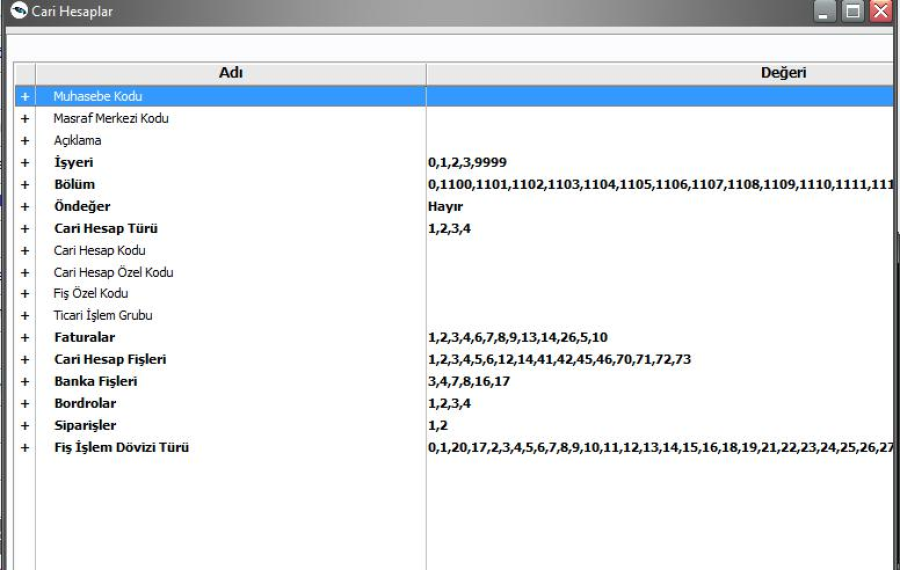 Cari Hesaplar
Adı Değeri
+ Muhasebe Kodu
+ Masraf Merkezi Kodu
+ Açıklama
+ İşyeri 0,1,2,3,9999
+ Bölüm 0,1100,1101,1102,1103,1104,1105,1106,1107,1108,1109,1110,1111,111
+ Öndeğer Hayır
+ Cari Hesap Türü 1,2,3,4
+ Cari Hesap Kodu
+ Cari Hesap Özel Kodu
+ Fiş Özel Kodu
+ Ticari İşlem Grubu
+ Faturalar 1,2,3,4,6,7,8,9,13,14,26,5,10
+ Cari Hesap Fişleri 1,2,3,4,5,6,12,14,41,42,45,46,70,71,72,73
+ Banka Fişleri 3,4,7,8,16,17
+ Bordrolar 1,2,3,4
+ Siparişler 1,2
+ Fiş İşlem Dövizi Türü 0,1,20,17,2,3,4,5,6,7,8,9,10,11,12,13,14,15,16,18,19,21,22,23,24,25,26,27